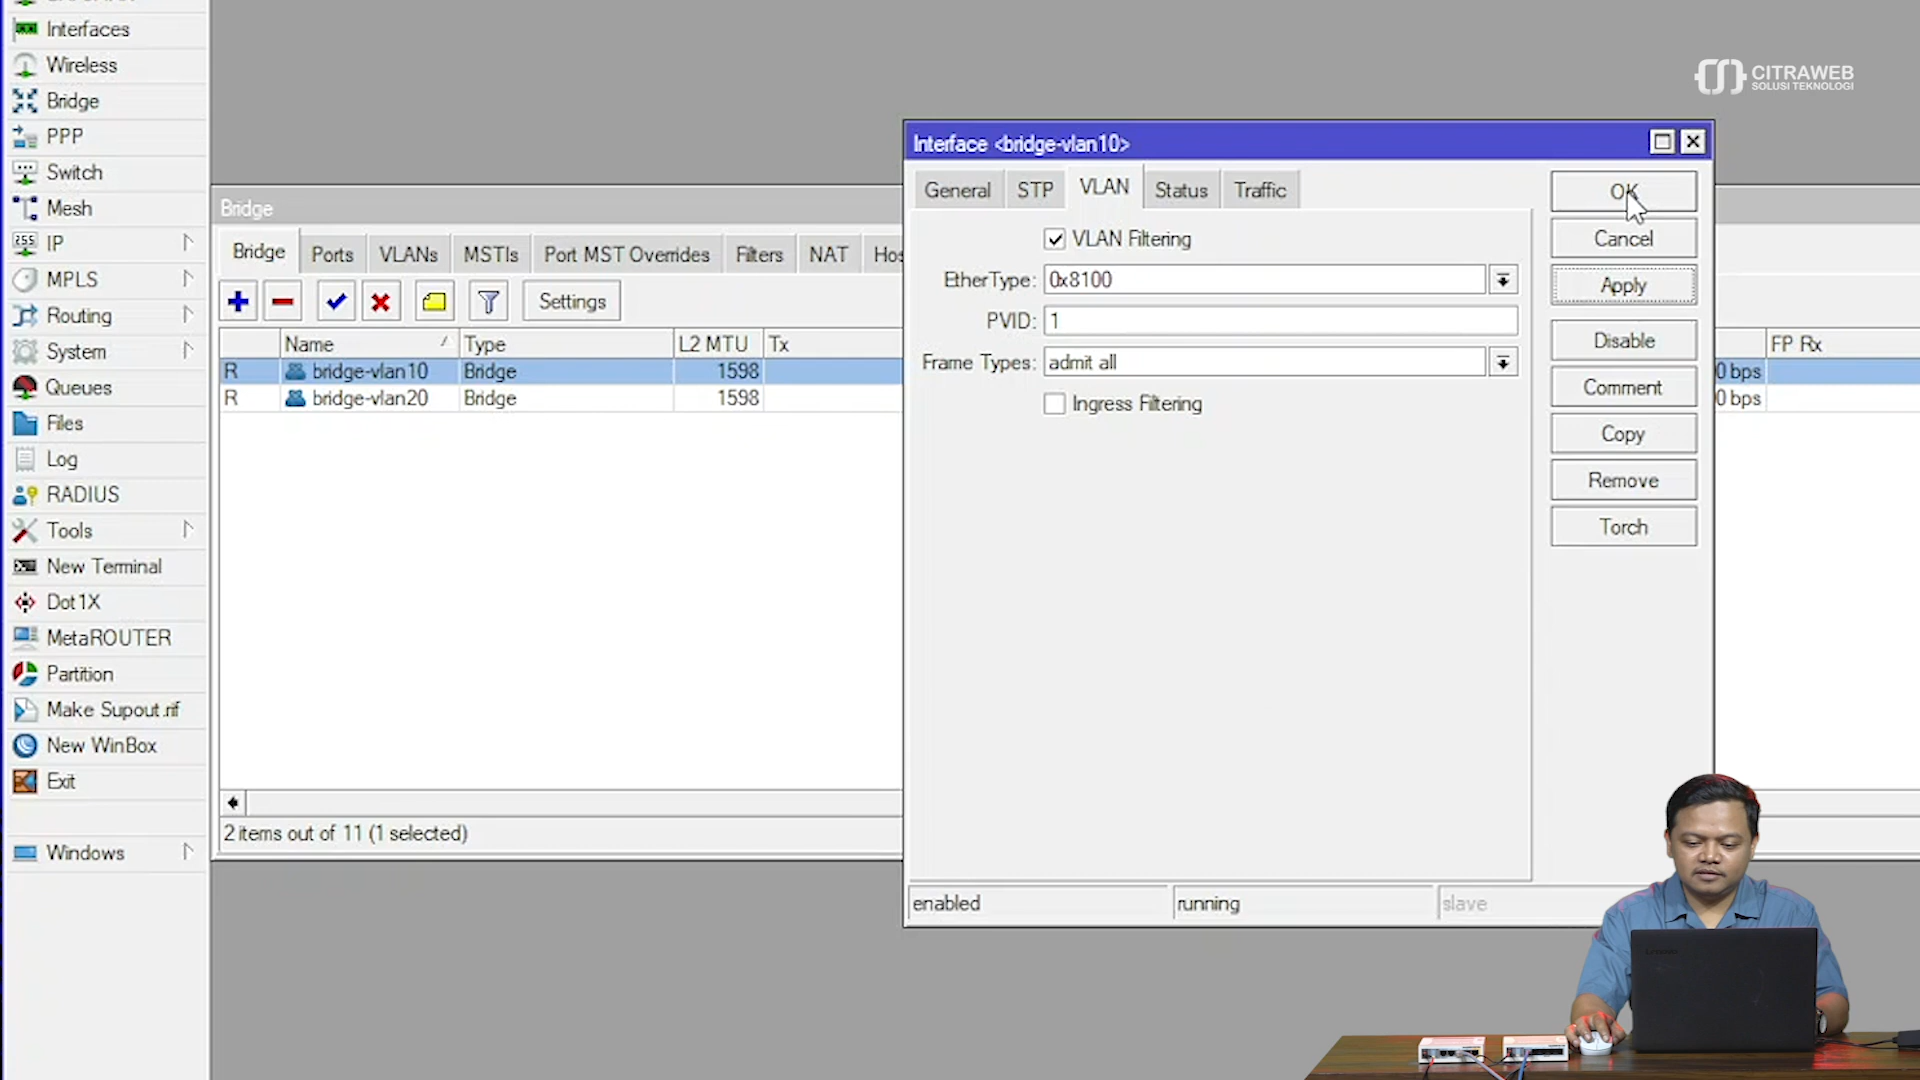 Interfaces
Wireless
Bridge
PPP
Switch
Mesh
255 IP
MPLS
Routing
System
Queues
Files
Log
RADIUS
Tools
New Terminal
Dot1X
MetaROUTER
Partition
Make Supout.rif
New WinBox
Exit
Windows
CITRAWEB
SOLUSI TEKNOLOGI
Bridge
Bridge Ports VLANs MSTIs Port MST Overrides Filters NAT Hos
Settings
Name Type L2 MTU Tx FP Rx
R bridge-vlan10 Bridge 1598 0 bps
R bridge-vlan20 Bridge 1598 0 bps
2 items out of 11 (1 selected)
Interface <bridge-vlan10>
General STP VLAN Status Traffic
VLAN Filtering
EtherType: 0x8100
PVID: 1
Frame Types: admit all
Ingress Filtering
OK
Cancel
Apply
Disable
Comment
Copy
Remove
Torch
enabled running slave